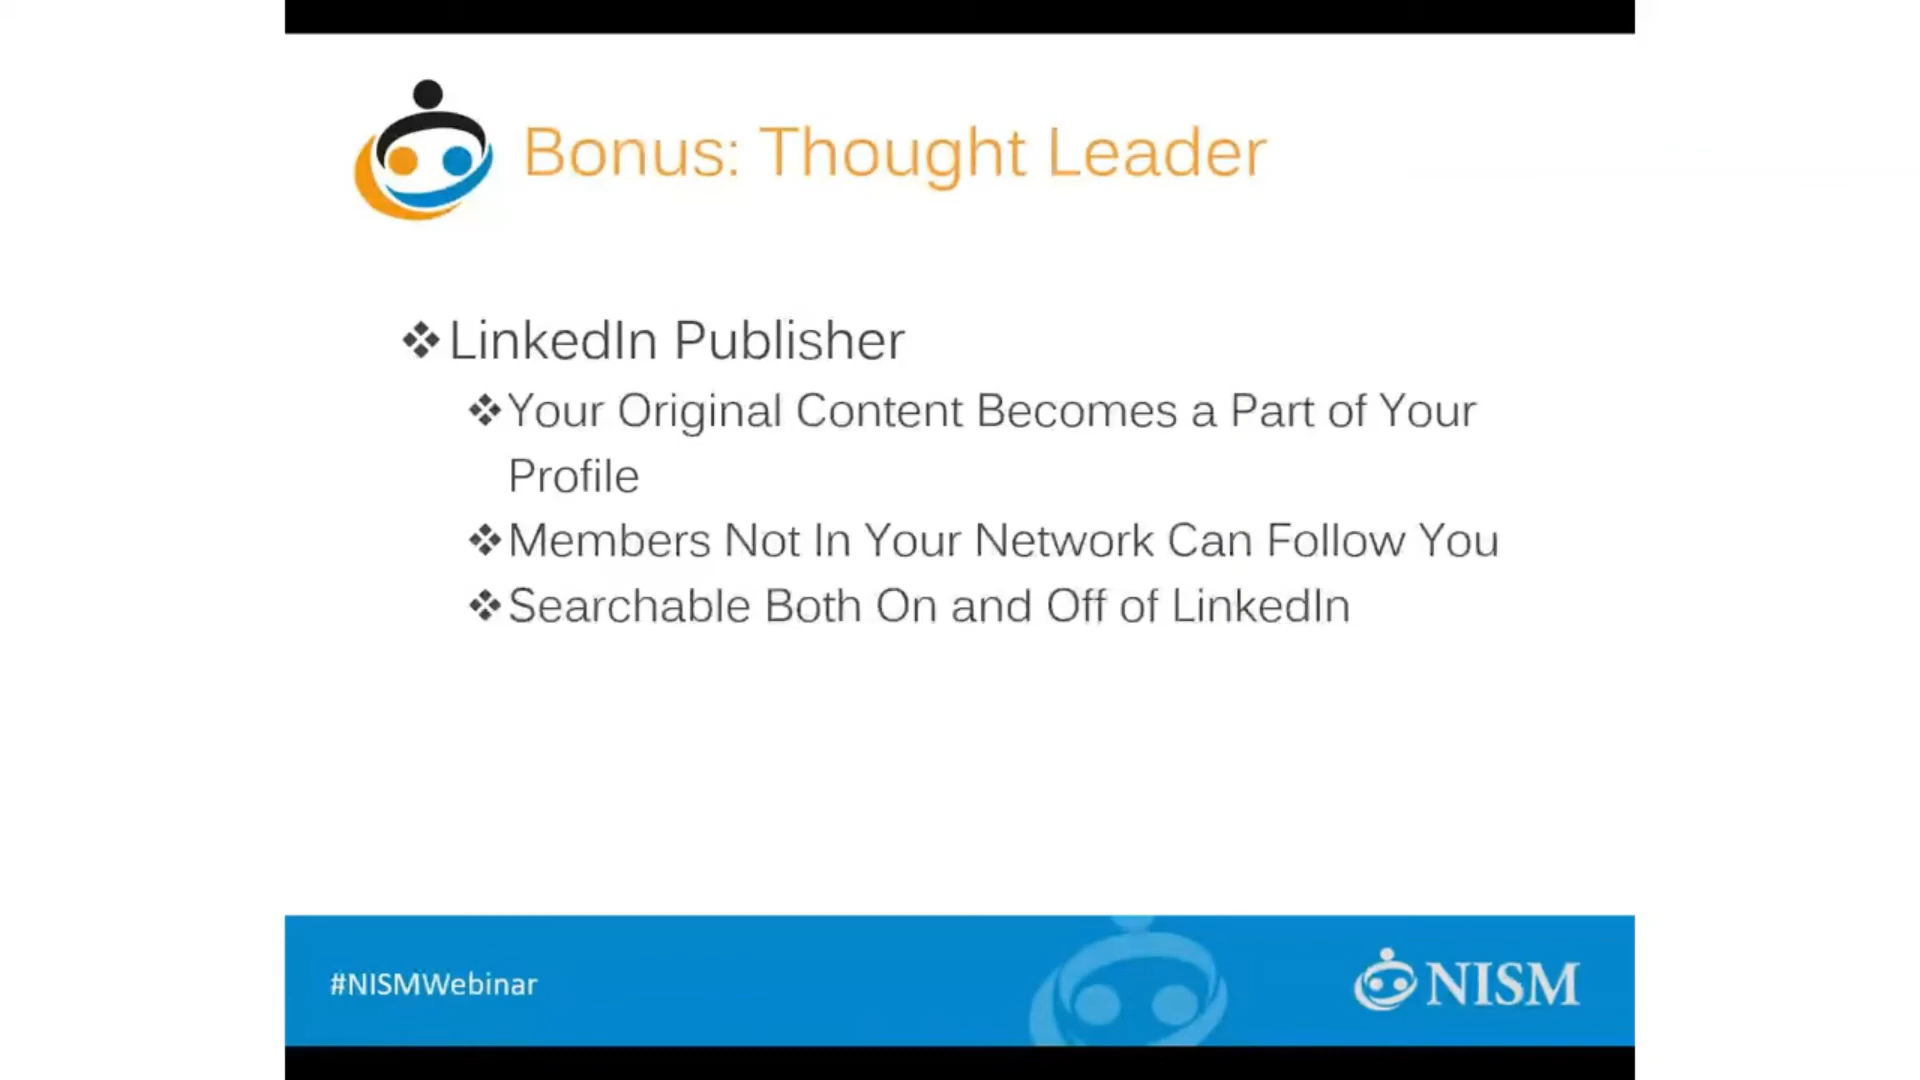 Bonus: Thought Leader
❖LinkedIn Publisher
❖Your Original Content Becomes a Part of Your
Profile
❖Members Not In Your Network Can Follow You
❖Searchable Both On and Off of LinkedIn
#NISMWebinar
NISM